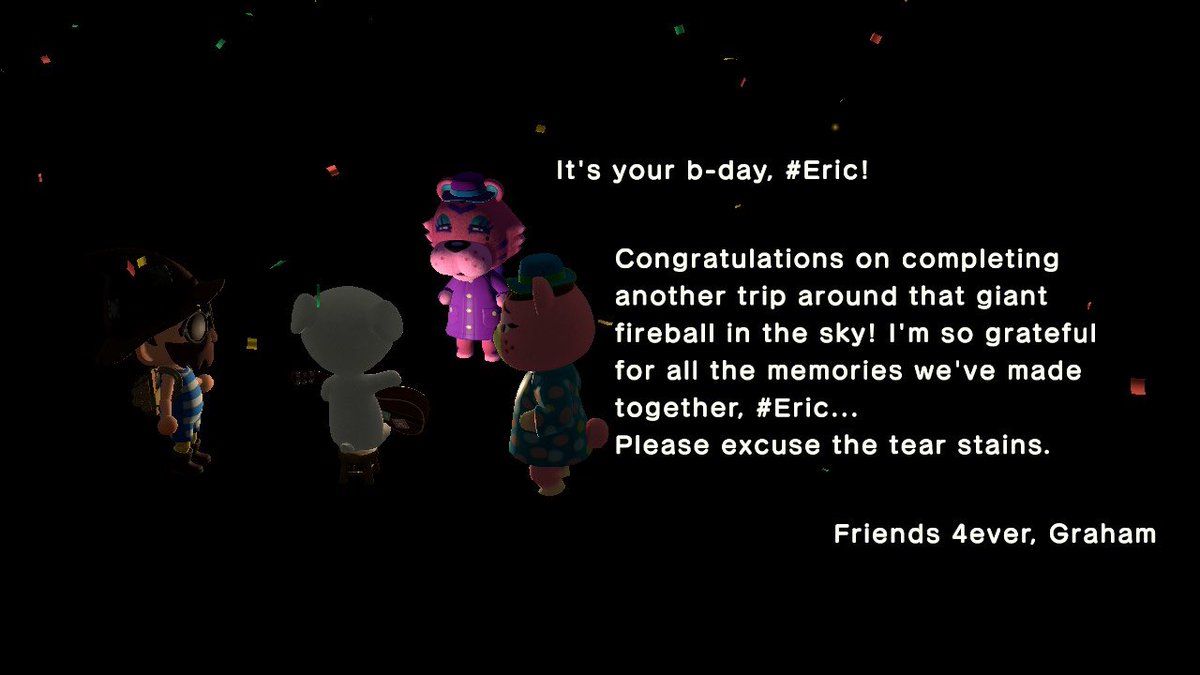 It's your b-day, #Eric!
Congratulations on completing
another trip around that giant
fireball in the sky! I'm so grateful
for all the memories we've made
together, #Eric...
Please excuse the tear stains.
Friends 4ever, Graham